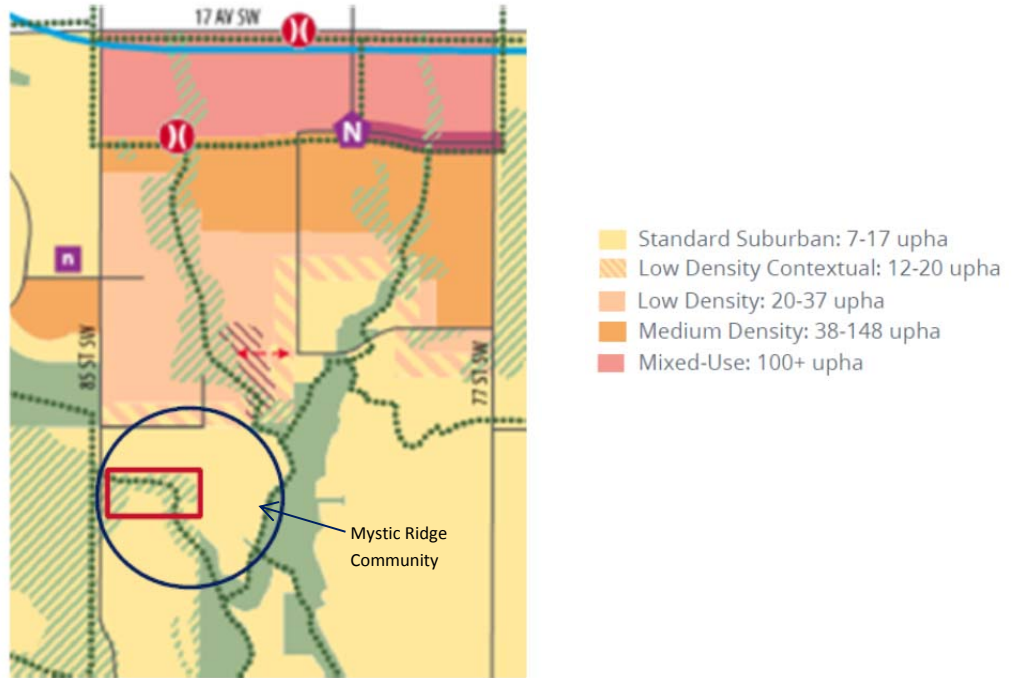 17 AV SW
N
n
85 ST SW
77 ST SW
Mystic Ridge
Community
Standard Suburban: 7-17 upha
Low Density Contextual: 12-20 upha
Low Density: 20-37 upha
Medium Density: 38-148 upha
Mixed-Use: 100+ upha